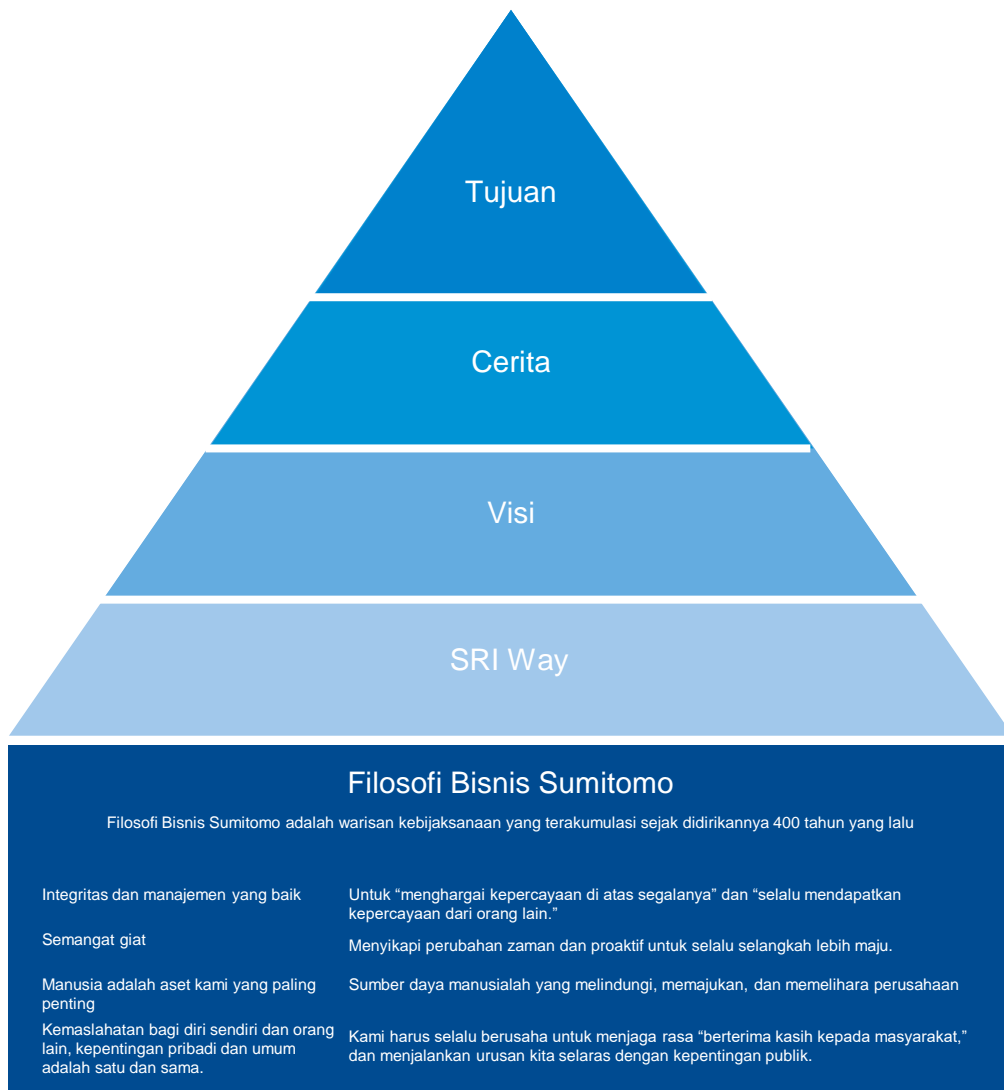 Tujuan
Cerita
Visi
SRI Way
Filosofi Bisnis Sumitomo
Filosofi Bisnis Sumitomo adalah warisan kebijaksanaan yang terakumulasi sejak didirikannya 400 tahun yang lalu
Integritas dan manajemen yang baik
Untuk “menghargai kepercayaan di atas segalanya” dan “selalu mendapatkan
kepercayaan dari orang lain.”
Semangat giat
Menyikapi perubahan zaman dan proaktif untuk selalu selangkah lebih maju.
Manusia adalah aset kami yang paling
penting
Sumber daya manusialah yang melindungi, memajukan, dan memelihara perusahaan
Kemaslahatan bagi diri sendiri dan orang
lain, kepentingan pribadi dan umum
adalah satu dan sama.
Kami harus selalu berusaha untuk menjaga rasa “berterima kasih kepada masyarakat,”
dan menjalankan urusan kita selaras dengan kepentingan publik.